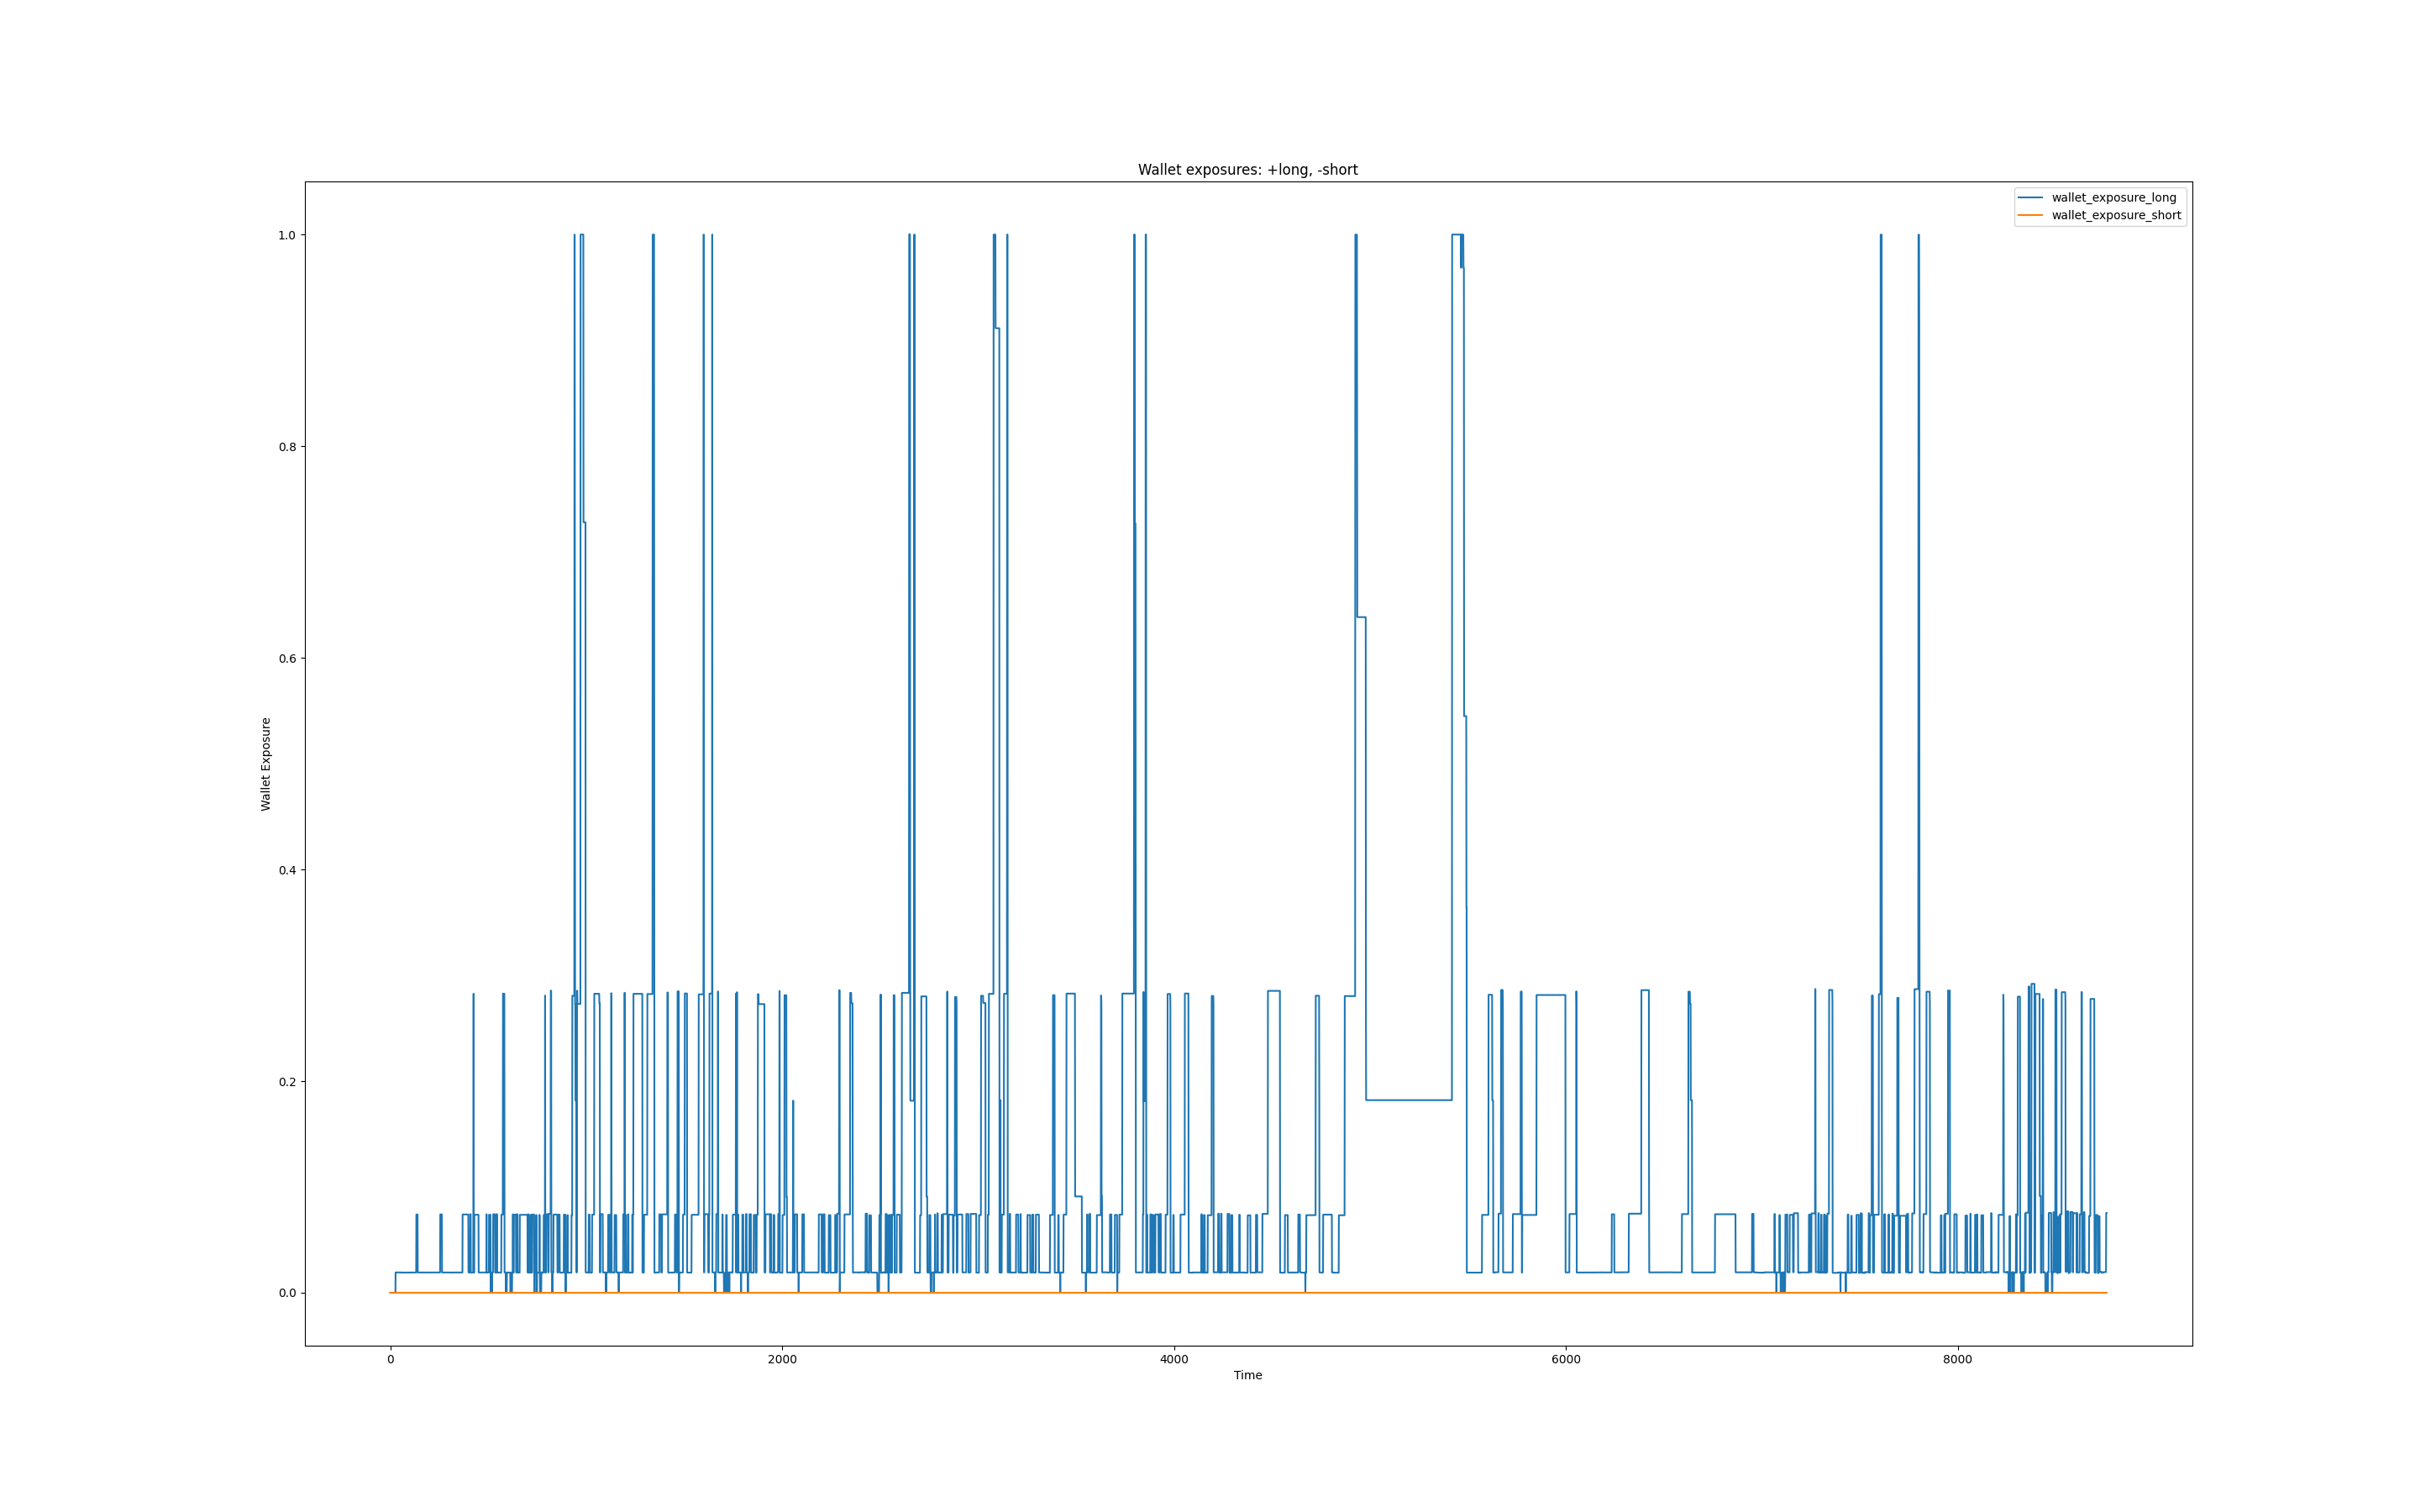 Wallet exposures: +long, -short
wallet_exposure_long
wallet_exposure_short
1.0
0.8
0.6
0.4
0.2
0.0
Wallet Exposure
0 2000 4000 6000 8000
Time